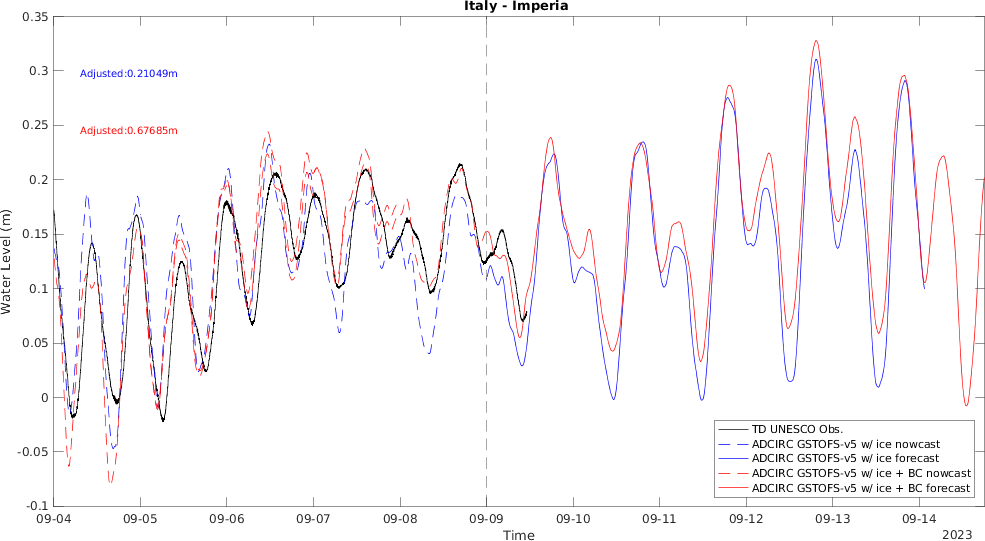 Italy - Imperia
0.35
0.3
0.25
0.2
0.15
0.1
0.05
0
-0.05
-0.1
Water Level (m)
Adjusted:0.21049m
Adjusted:0.67685m
TD UNESCO Obs.
ADCIRC GSTOFS-v5 w/ ice nowcast
ADCIRC GSTOFS-v5 w/ ice forecast
ADCIRC GSTOFS-v5 w/ ice + BC nowcast
ADCIRC GSTOFS-v5 w/ ice + BC forecast
09-04 09-05 09-06 09-07 09-08 09-09 09-10 09-11 09-12 09-13 09-14
Time
2023